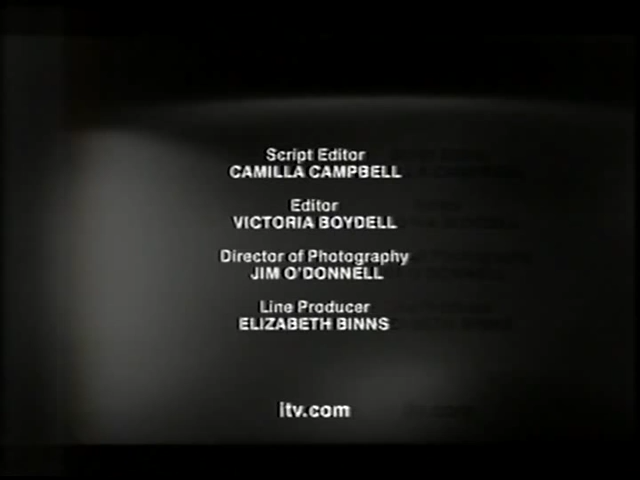 Script Editor
CAMILLA CAMPBELL
Editor
VICTORIA BOYDELL
Director of Photography
JIM O'DONNELL
Line Producer
ELIZABETH BINNS
itv.com